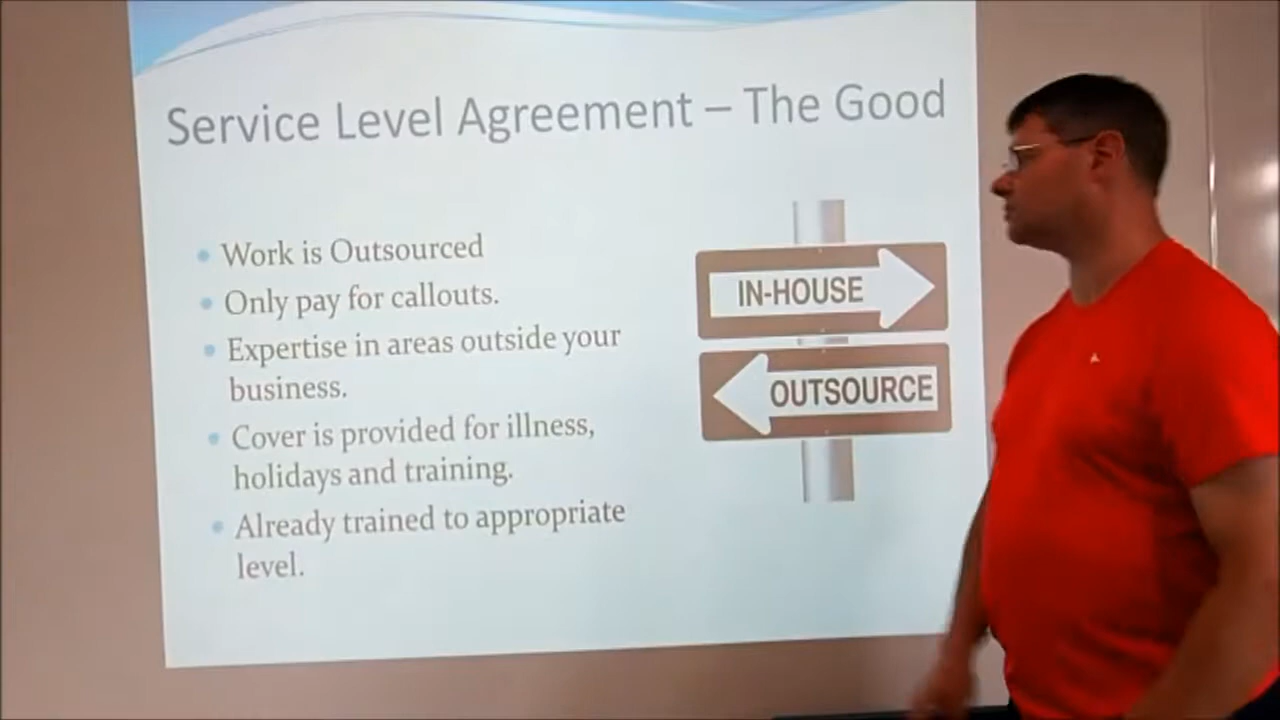 Service Level Agreement – The Good
• Work is Outsourced
• Only pay for callouts.
• Expertise in areas outside your
business.
• Cover is provided for illness,
holidays and training.
• Already trained to appropriate
level.
IN-HOUSE
OUTSOURCE